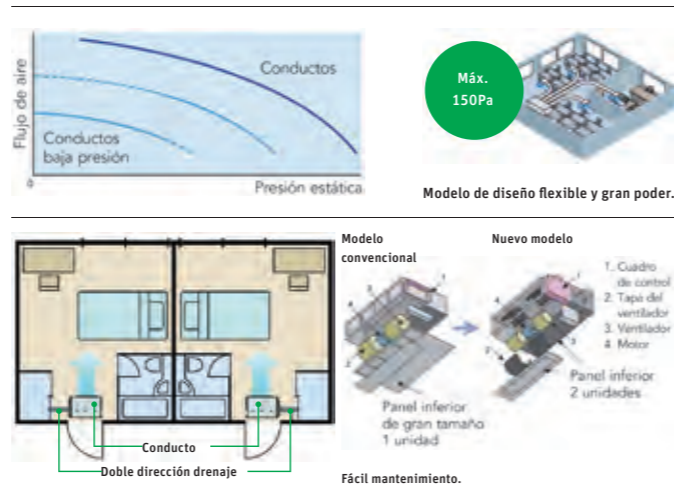 Flujo de aire
Conductos
Conductos
baja presión
0
Presión estática
Máx.
150Pa
Modelo de diseño flexible y gran poder.
Conducto
Doble dirección drenaje
Modelo
convencional
Nuevo modelo
1. Cuadro
de control
2. Tapa del
ventilador
3. Ventilador
4. Motor
Panel inferior
de gran tamaño
1 unidad
Panel inferior
2 unidades
Fácil mantenimiento.